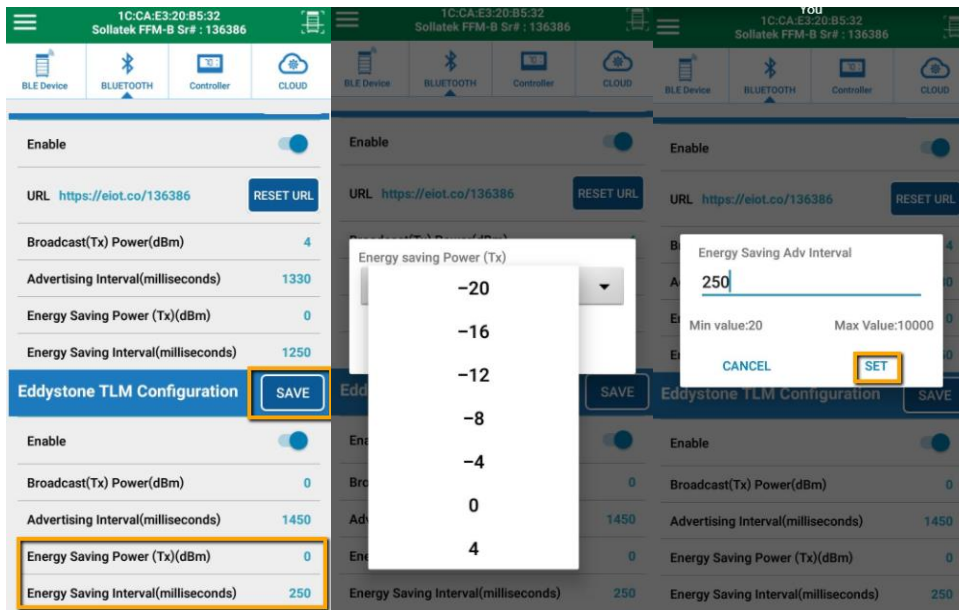 1C:CA:E3:20:B5:32
Sollatek FFM-B Sr# : 136386
BLE Device
BLUETOOTH
Controller
CLOUD
Enable
URL https://eiot.co/136386 RESET URL
Broadcast(Tx) Power(dBm) 4
Advertising Interval(milliseconds) 1330
Energy Saving Power (Tx)(dBm) 0
Energy Saving Interval(milliseconds) 1250
Eddystone TLM Configuration SAVE
Enable
Broadcast(Tx) Power(dBm) 0
Advertising Interval(milliseconds) 1450
Energy Saving Power (Tx)(dBm) 0
Energy Saving Interval(milliseconds) 250
1C:CA:E3:20:B5:32
Sollatek FFM-B Sr# : 136386
BLE Device
BLUETOOTH
Controller
CLOUD
Enable
URL https://eiot.co/136386 RESET URL
Energy saving Power (Tx)
-20
-16
-12
-8
-4
0
4
SAVE
0
1450
0
Energy Saving Interval(milliseconds) 250
You
1C:CA:E3:20:B5:32
Sollatek FFM-B Sr# : 136386
BLE Device
BLUETOOTH
Controller
CLOUD
Enable
URL https://eiot.co/136386 RESET URL
Energy Saving Adv Interval
250
Min value:20 Max Value:10000
CANCEL SET
Eddystone TLM Configuration SAVE
Enable
Broadcast(Tx) Power(dBm) 0
Advertising Interval(milliseconds) 1450
Energy Saving Power (Tx)(dBm) 0
Energy Saving Interval(milliseconds) 250